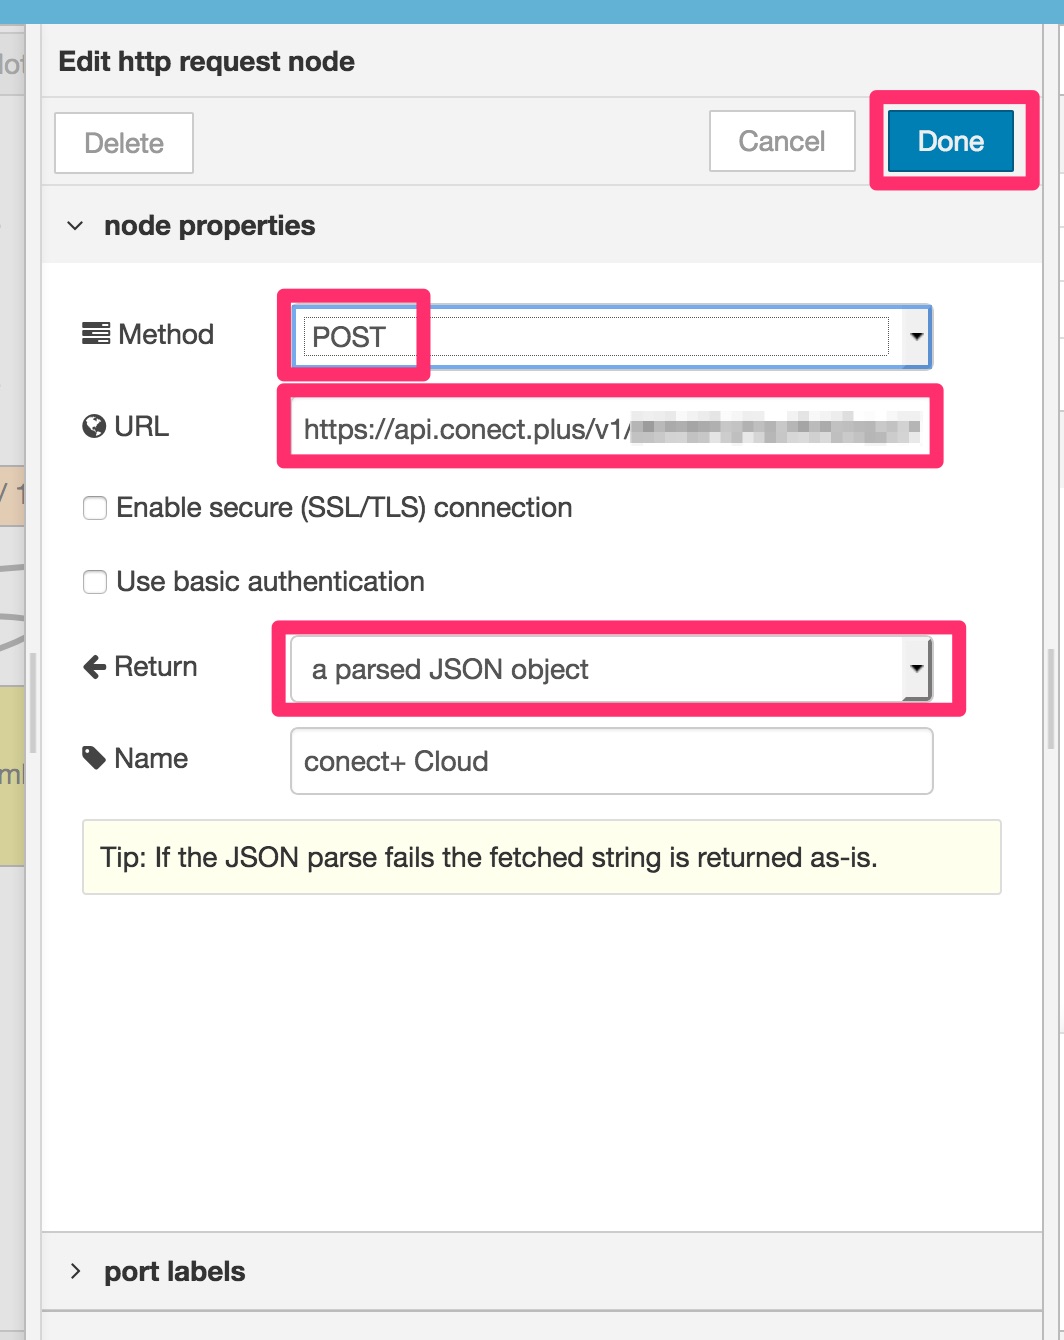 Edit http request node
Delete
Cancel
Done
node properties
Method
POST
URL
https://api.conect.plus/v1/
Enable secure (SSL/TLS) connection
Use basic authentication
Return
a parsed JSON object
Name
conect+ Cloud
Tip: If the JSON parse fails the fetched string is returned as-is.
port labels